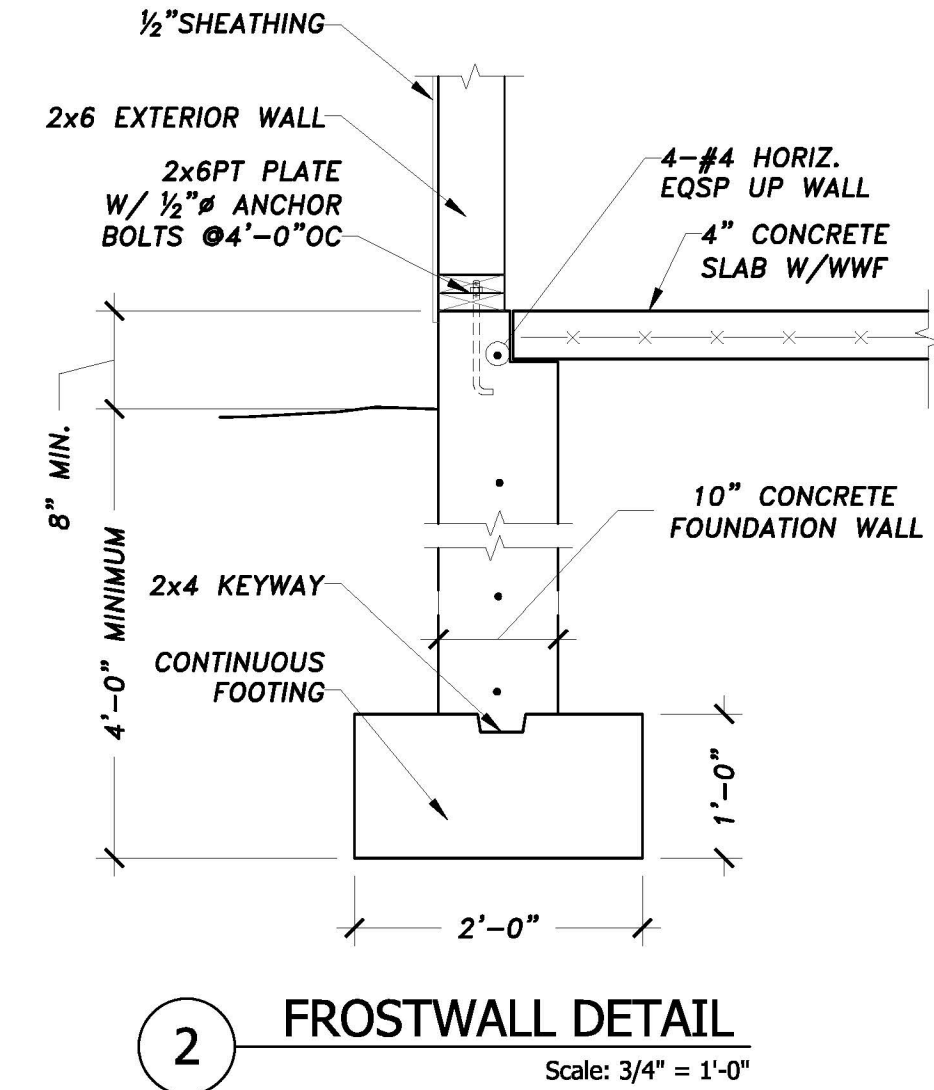 ½"SHEATHING
2x6 EXTERIOR WALL
2x6PT PLATE
W/ ½"ø ANCHOR
BOLTS @4'-0"OC
4-#4 HORIZ.
EQSP UP WALL
4" CONCRETE
SLAB W/WWF
8" MIN.
4'-0" MINIMUM
10" CONCRETE
FOUNDATION WALL
2x4 KEYWAY
CONTINUOUS
FOOTING
1'-0"
2'-0"
2
FROSTWALL DETAIL
Scale: 3/4" = 1'-0"